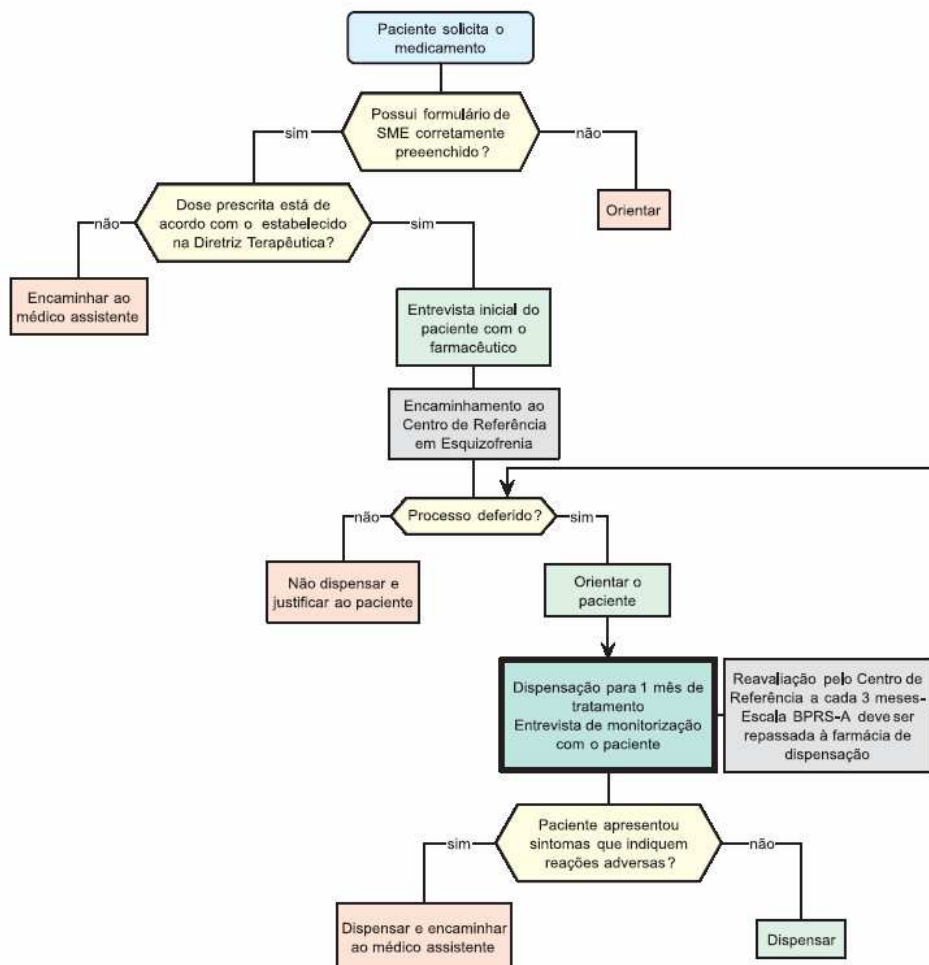 Paciente solicita o
medicamento
Possui formulário de
SME corretamente
preeenchido?
sim
não
Orientar
Dose prescrita está de
acordo com o estabelecido
na Diretriz Terapêutica?
não
sim
Encaminhar ao
médico assistente
Entrevista inicial do
paciente com o
farmacêutico
Encaminhamento ao
Centro de Referência
em Esquizofrenia
Processo deferido?
não
sim
Não dispensar e
justificar ao paciente
Orientar o
paciente
Dispensação para 1 mês de
tratamento
Entrevista de monitorização
com o paciente
Reavaliação pelo Centro de
Referência a cada 3 meses-
Escala BPRS-A deve ser
repassada à farmácia de
dispensação
Paciente apresentou
sintomas que indiquem
reações adversas?
sim
não
Dispensar e encaminhar
ao médico assistente
Dispensar